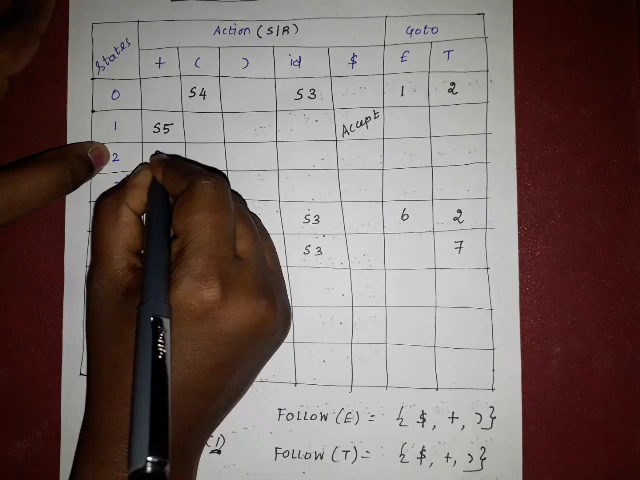 States Action (S|R) Goto
+ ( ) id $ E T
0 S4 S3 1 2
1 S5 Accept
2
S3 6 2
S3 7
FOLLOW (E) = {$, +, )}
(1) FOLLOW (T) = {$, +, )}